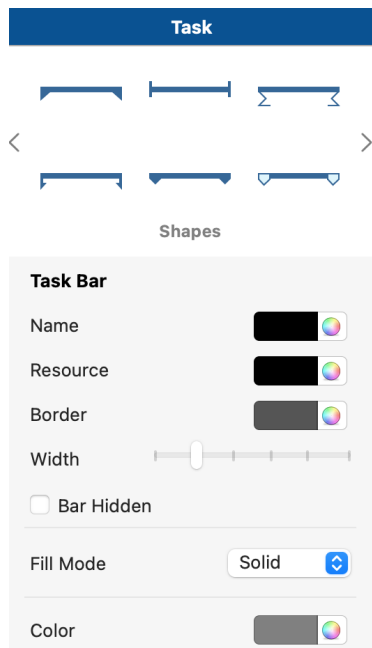 Task
Shapes
Task Bar
Name
Resource
Border
Width
Bar Hidden
Fill Mode Solid
Color